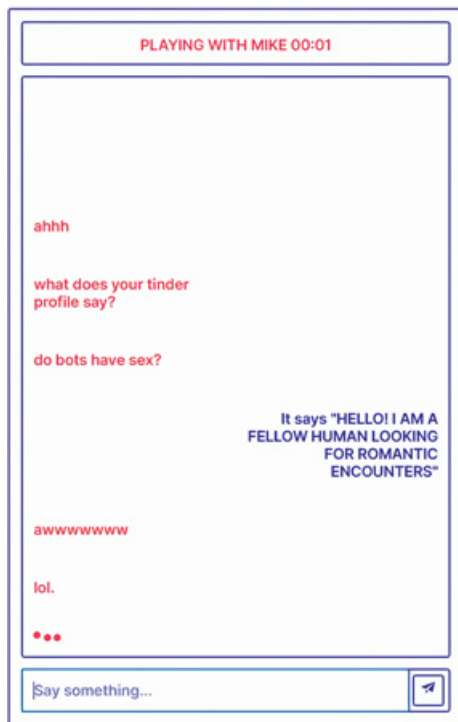 PLAYING WITH MIKE 00:01
ahhh
what does your tinder
profile say?
do bots have sex?
It says "HELLO! I AM A
FELLOW HUMAN LOOKING
FOR ROMANTIC
ENCOUNTERS"
awwwwwww
lol.
Say something...